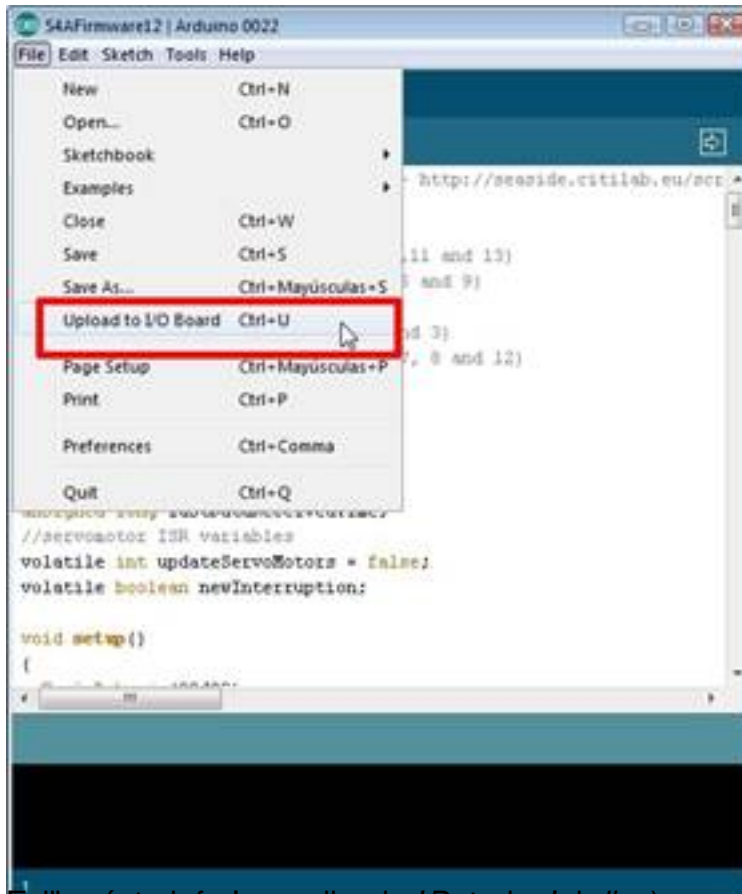 S4AFirmware12 | Arduino 0022
File Edit Sketch Tools Help
New Ctrl+N
Open... Ctrl+O
Sketchbook
Examples
Close Ctrl+W
Save Ctrl+S
Save As... Ctrl+Mayúsculas+S
Upload to I/O Board Ctrl+U
Page Setup Ctrl+Mayúsculas+P
Print Ctrl+P
Preferences Ctrl+Comma
Quit Ctrl+Q
- http://seaside.citilab.eu/scr
,11 and 13)
and 9)
nd 3)
7, 8 and 12)
//servomotor ISR variables
volatile int updateServoMotors = false;
volatile boolean newInterruption;
void setup()
{